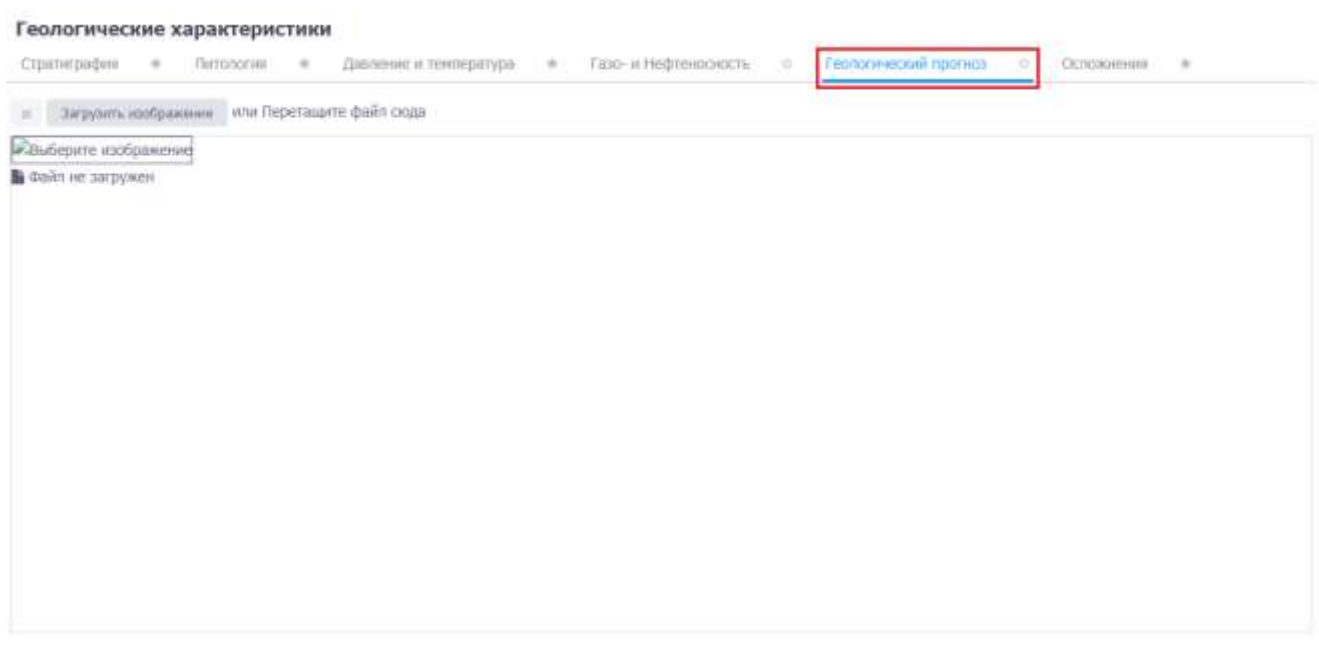 Геологические характеристики
Стратиграфия Литология Давление и температура Газо- и Нефтеносность Геологический прогноз Осложнения
Загрузить изображение или Перетащите файл сюда
Выберите изображение
Файл не загружен